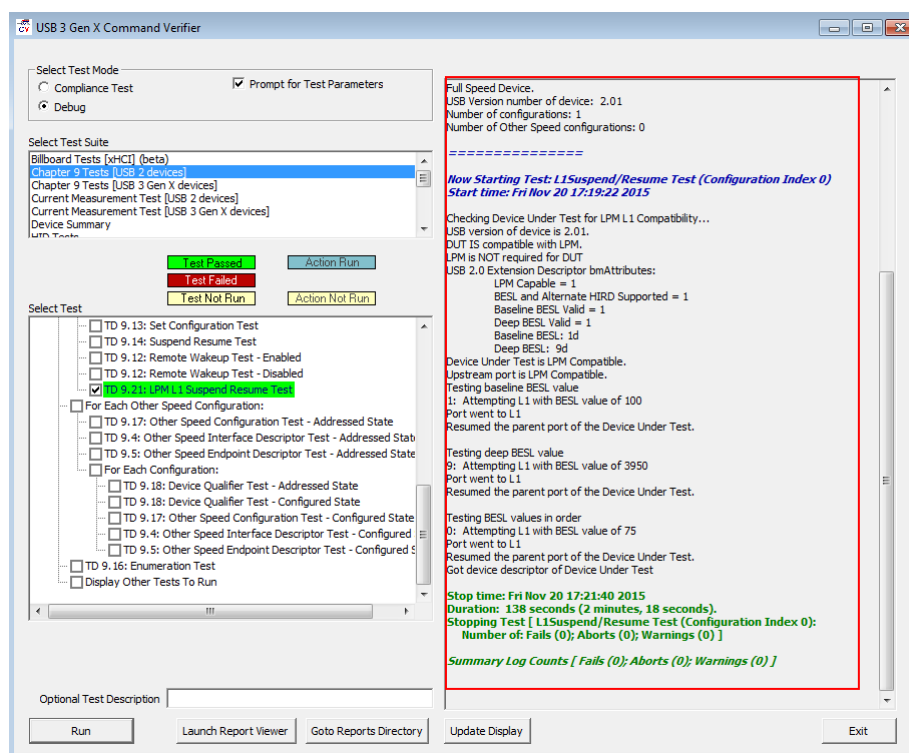 CV USB 3 Gen X Command Verifier
Select Test Mode
Compliance Test
Prompt for Test Parameters
Debug
Select Test Suite
Billboard Tests [xHCI] (beta)
Chapter 9 Tests [USB 2 devices]
Chapter 9 Tests [USB 3 Gen X devices]
Current Measurement Test [USB 2 devices]
Current Measurement Test [USB 3 Gen X devices]
Device Summary
HID Tests
Test Passed
Action Run
Test Failed
Test Not Run
Action Not Run
Select Test
TD 9.13: Set Configuration Test
TD 9.14: Suspend Resume Test
TD 9.12: Remote Wakeup Test - Enabled
TD 9.12: Remote Wakeup Test - Disabled
TD 9.21: LPM L1 Suspend Resume Test
For Each Other Speed Configuration:
TD 9.17: Other Speed Configuration Test - Addressed State
TD 9.4: Other Speed Interface Descriptor Test - Addressed Stat
TD 9.5: Other Speed Endpoint Descriptor Test - Addressed State
For Each Configuration:
TD 9.18: Device Qualifier Test - Addressed State
TD 9.18: Device Qualifier Test - Configured State
TD 9.17: Other Speed Configuration Test - Configured State
TD 9.4: Other Speed Interface Descriptor Test - Configured
TD 9.5: Other Speed Endpoint Descriptor Test - Configured S
TD 9.16: Enumeration Test
Display Other Tests To Run
Optional Test Description
Run
Launch Report Viewer
Goto Reports Directory
Full Speed Device.
USB Version number of device: 2.01
Number of configurations: 1
Number of Other Speed configurations: 0
===============
Now Starting Test: L1Suspend/Resume Test (Configuration Index 0)
Start time: Fri Nov 20 17:19:22 2015
Checking Device Under Test for LPM L1 Compatibility...
USB version of device is 2.01.
DUT IS compatible with LPM.
LPM is NOT required for DUT
USB 2.0 Extension Descriptor bmAttributes:
LPM Capable = 1
BESL and Alternate HIRD Supported = 1
Baseline BESL Valid = 1
Deep BESL Valid = 1
Baseline BESL: 1d
Deep BESL: 9d
Device Under Test is LPM Compatible.
Upstream port is LPM Compatible.
Testing baseline BESL value
1: Attempting L1 with BESL value of 100
Port went to L1
Resumed the parent port of the Device Under Test.
Testing deep BESL value
9: Attempting L1 with BESL value of 3950
Port went to L1
Resumed the parent port of the Device Under Test.
Testing BESL values in order
0: Attempting L1 with BESL value of 75
Port went to L1
Resumed the parent port of the Device Under Test.
Got device descriptor of Device Under Test
Stop time: Fri Nov 20 17:21:40 2015
Duration: 138 seconds (2 minutes, 18 seconds).
Stopping Test [ L1Suspend/Resume Test (Configuration Index 0):
Number of: Fails (0); Aborts (0); Warnings (0) ]
Summary Log Counts [ Fails (0); Aborts (0); Warnings (0) ]
Update Display
Exit